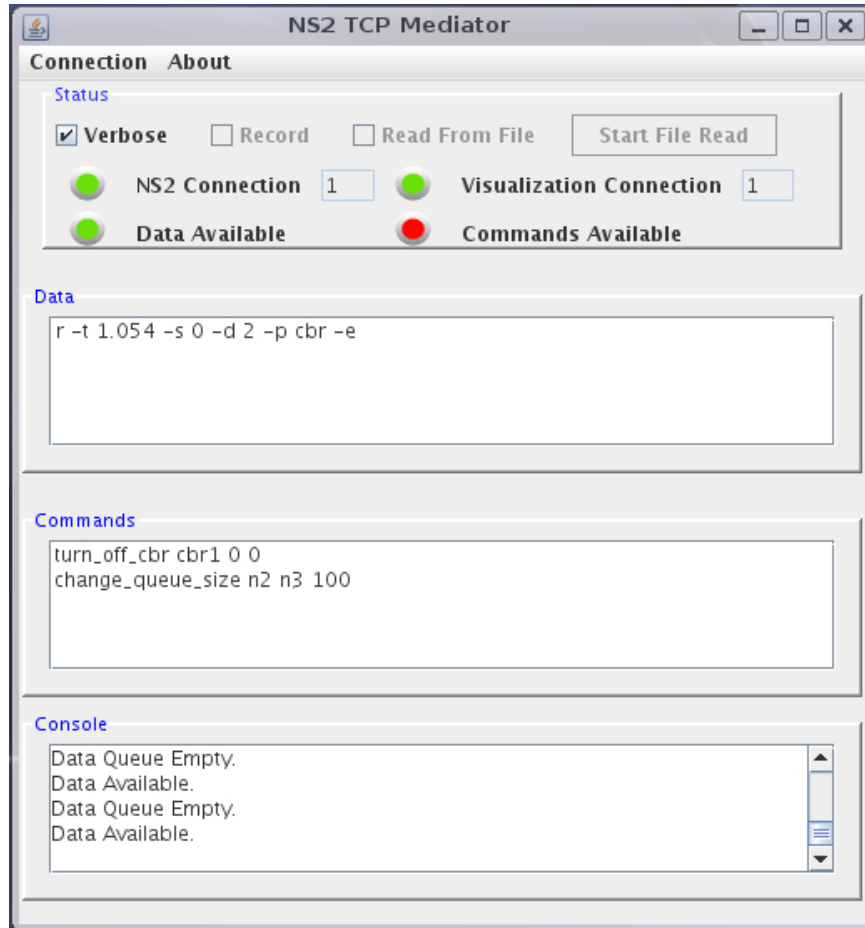 NS2 TCP Mediator
Connection About
Status
Verbose Record Read From File Start File Read
NS2 Connection 1 Visualization Connection 1
Data Available Commands Available
Data
r -t 1.054 -s 0 -d 2 -p cbr -e
Commands
turn_off_cbr cbr1 0 0
change_queue_size n2 n3 100
Console
Data Queue Empty.
Data Available.
Data Queue Empty.
Data Available.